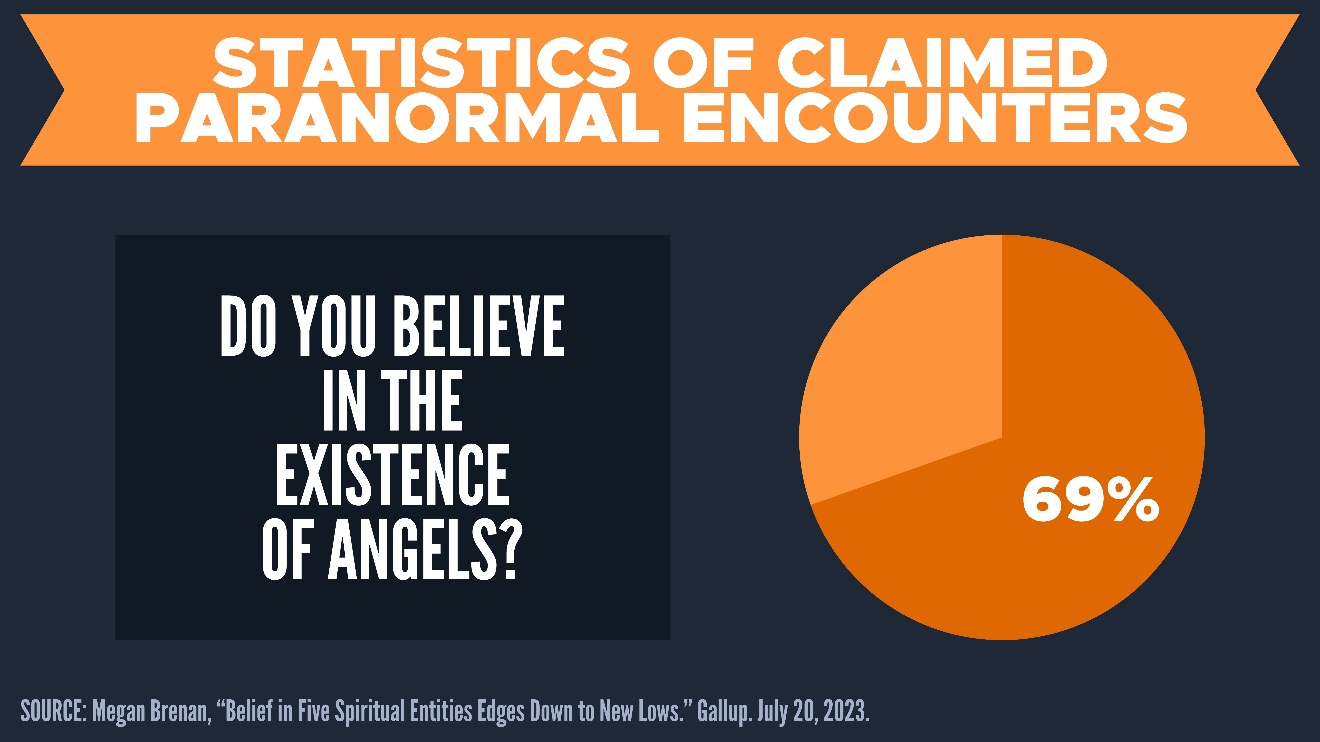 STATISTICS OF CLAIMED
PARANORMAL ENCOUNTERS
DO YOU BELIEVE
IN THE
EXISTENCE
OF ANGELS?
69%
SOURCE: Megan Brenan, “Belief in Five Spiritual Entities Edges Down to New Lows.” Gallup. July 20, 2023.